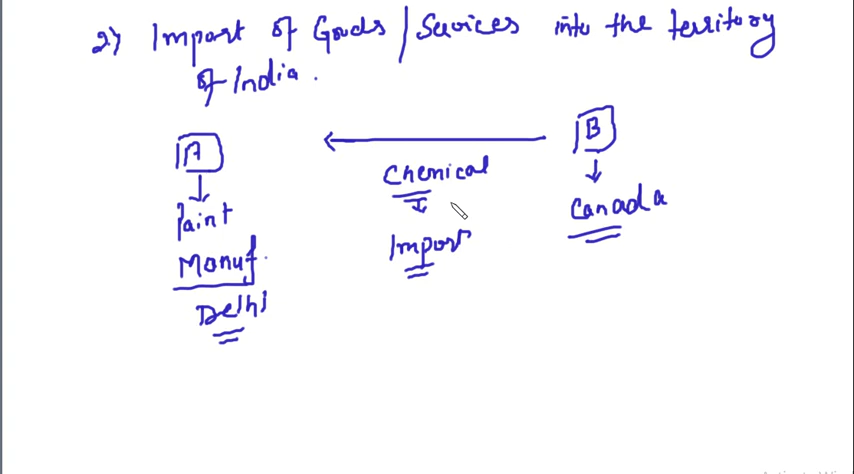 2) Import of Goods/Services into the territory
of India.
A
B
Chemical
Import
Paint
Manuf.
Delhi
Canada